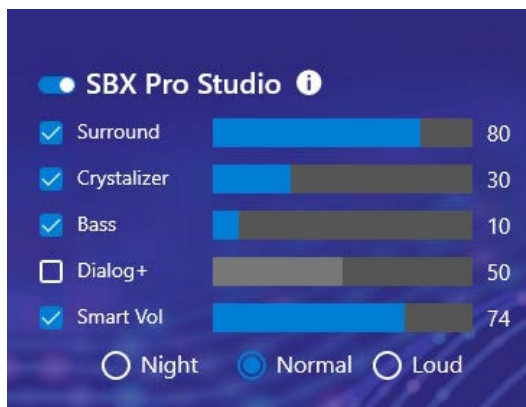 SBX Pro Studio i
Surround 80
Crystalizer 30
Bass 10
Dialog+ 50
Smart Vol 74
Night Normal Loud